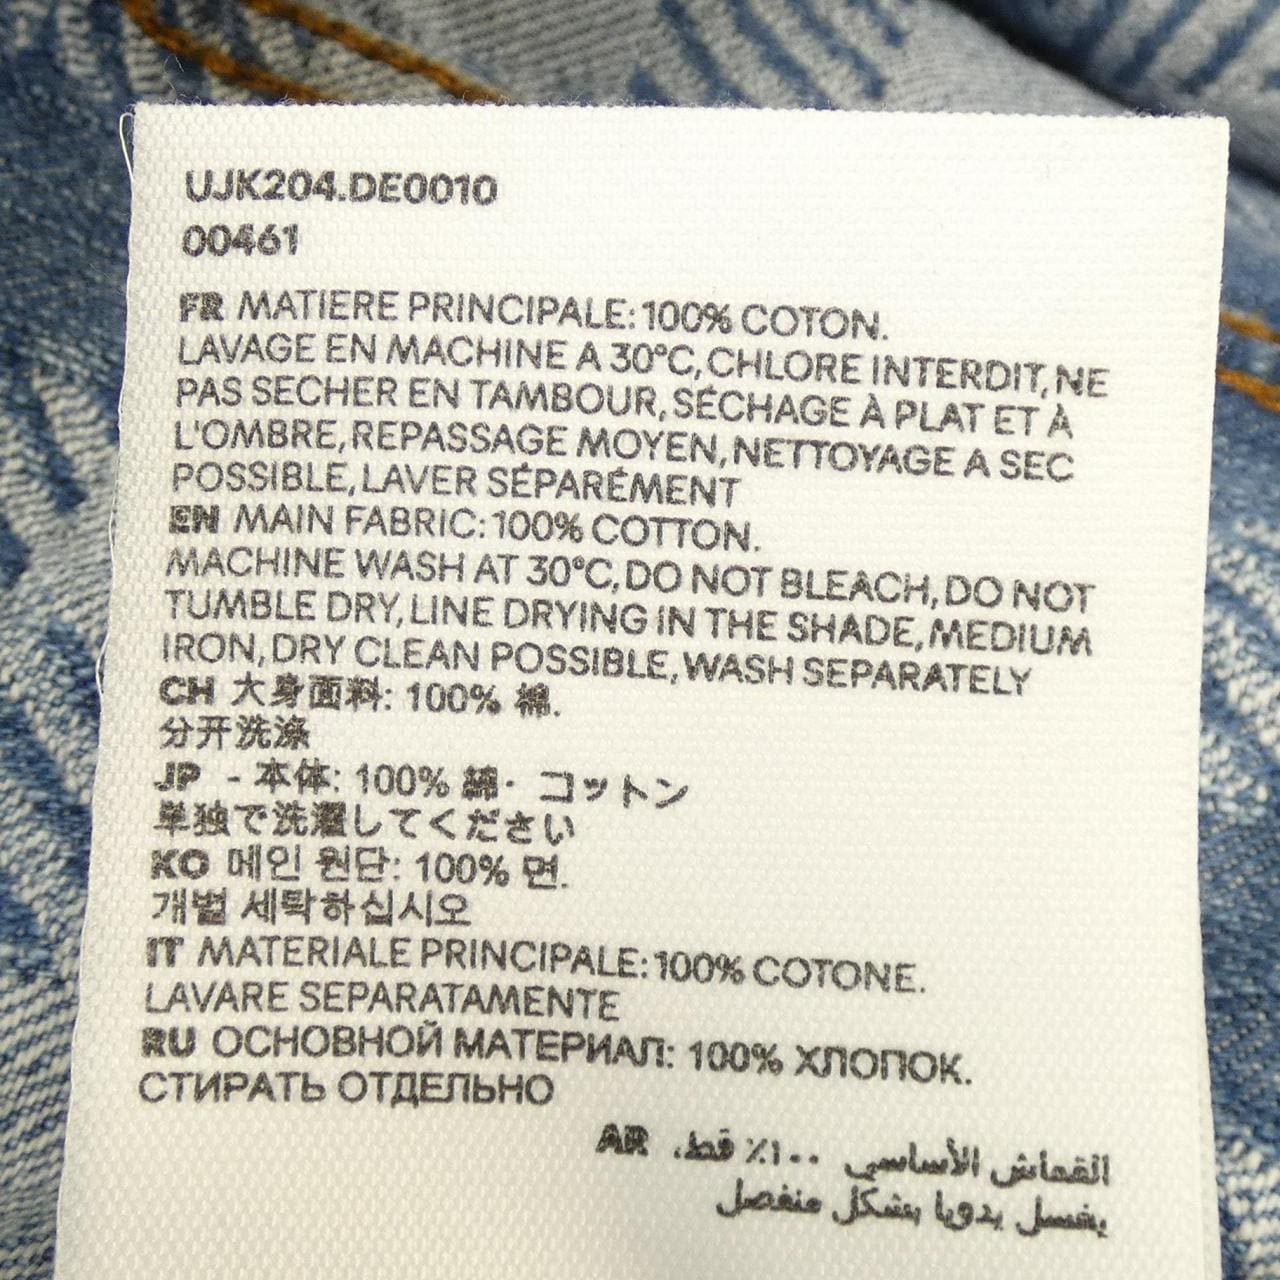 UJK204.DE0010
00461
FR MATIERE PRINCIPALE: 100% COTON.
LAVAGE EN MACHINE A 30°C, CHLORE INTERDIT, NE
PAS SECHER EN TAMBOUR, SÉCHAGE À PLAT ET À
L'OMBRE, REPASSAGE MOYEN, NETTOYAGE A SEC
POSSIBLE, LAVER SÉPARÉMENT
EN MAIN FABRIC: 100% COTTON.
MACHINE WASH AT 30°C, DO NOT BLEACH, DO NOT
TUMBLE DRY, LINE DRYING IN THE SHADE, MEDIUM
IRON, DRY CLEAN POSSIBLE, WASH SEPARATELY
CH 大身面料: 100% 棉.
分开洗涤
JP - 本体: 100% 綿· コットン
単独で洗濯してください
KO 메인 원단: 100% 면.
개별 세탁하십시오
IT MATERIALE PRINCIPALE: 100% COTONE.
LAVARE SEPARATAMENTE
RU ОСНОВНОЙ МАТЕРИАЛ: 100% ХЛОПОК.
СТИРАТЬ ОТДЕЛЬНО
القماش الأساسي ١٠٠٪ قط. AR
يغسل يدويا بشكل منفصل